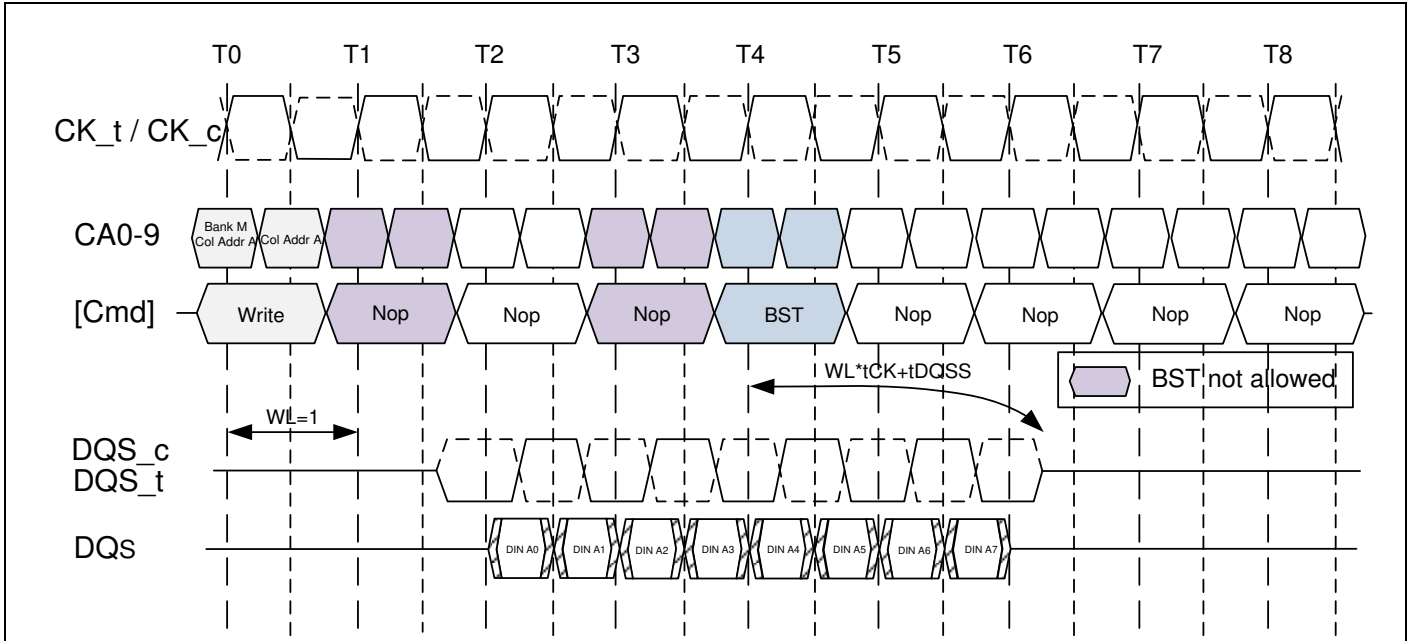 T0 T1 T2 T3 T4 T5 T6 T7 T8
CK_t / CK_c
CA0-9
Bank M
Col Addr A
Col Addr A
[Cmd]
Write Nop Nop Nop BST Nop Nop Nop Nop
WL*tCK+tDQSS
BST not allowed
WL=1
DQS_c
DQS_t
DQs
DIN A0 DIN A1 DIN A2 DIN A3 DIN A4 DIN A5 DIN A6 DIN A7